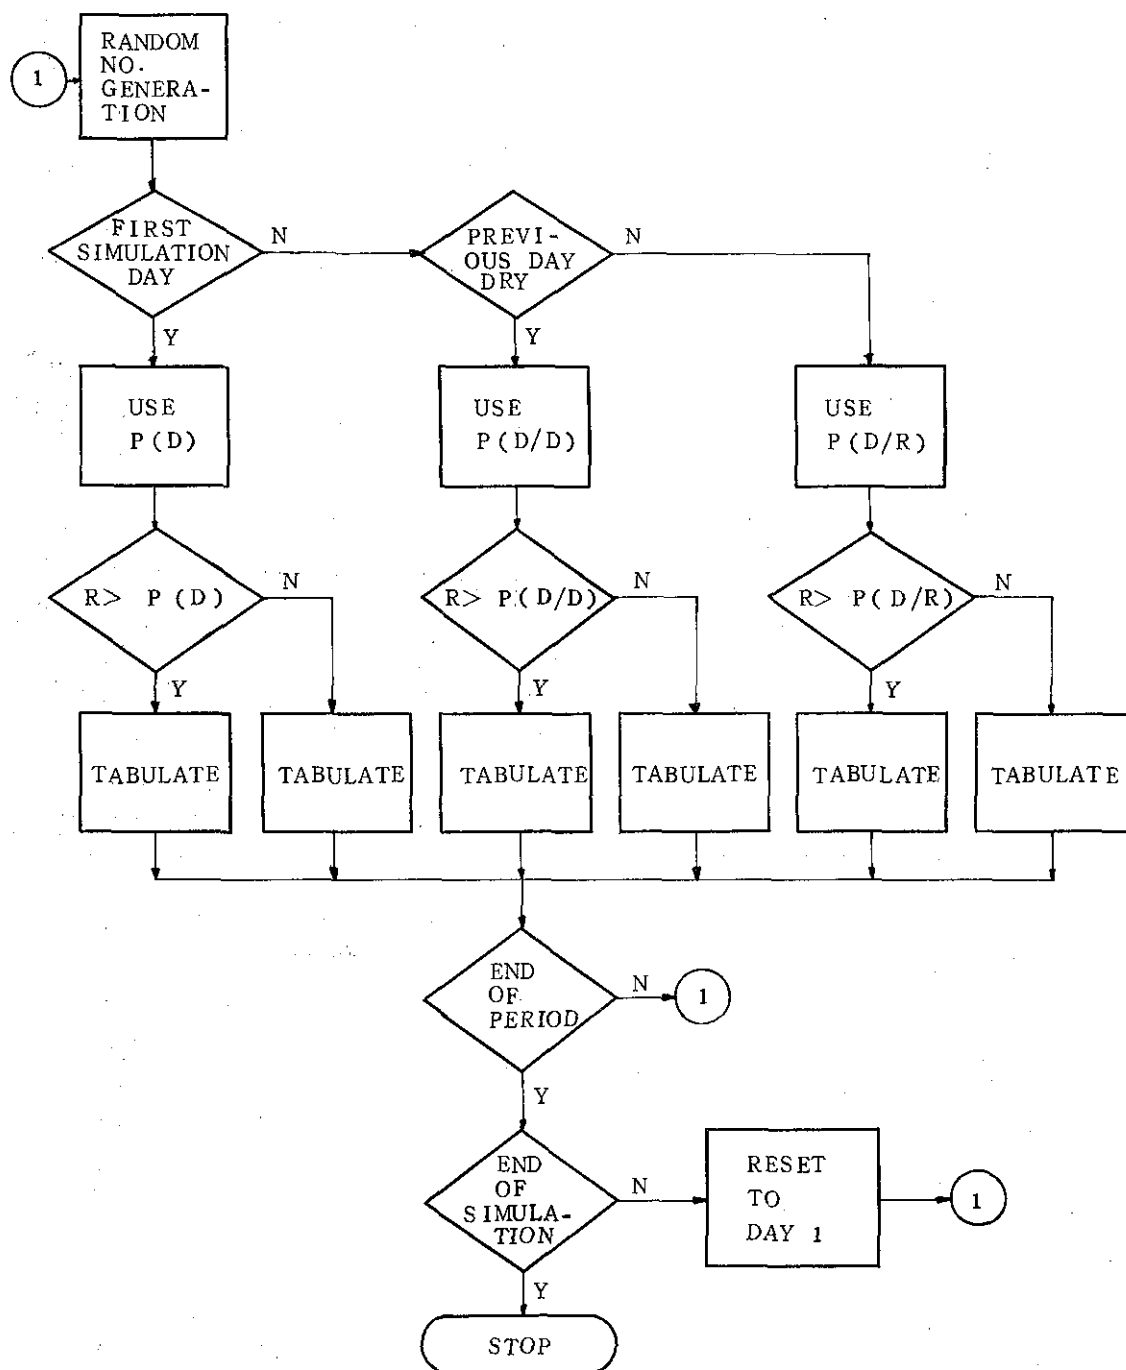 RANDOM
NO.
GENERA-
TION
1
FIRST
SIMULATION
DAY
N
PREVI-
OUS DAY
DRY
N
Y
Y
USE
P(D)
USE
P(D/D)
USE
P(D/R)
R> P(D)
N
R> P(D/D)
N
R> P(D/R)
N
Y
Y
Y
TABULATE
TABULATE
TABULATE
TABULATE
TABULATE
TABULATE
END
OF
PERIOD
N
1
Y
END
OF
SIMULA-
TION
N
RESET
TO
DAY 1
1
Y
STOP